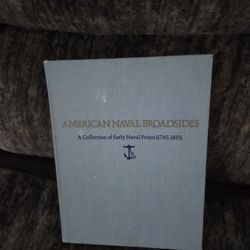 AMERICAN NAVAL BROADSIDES
A Collection of Early Naval Prints (1745-1815)